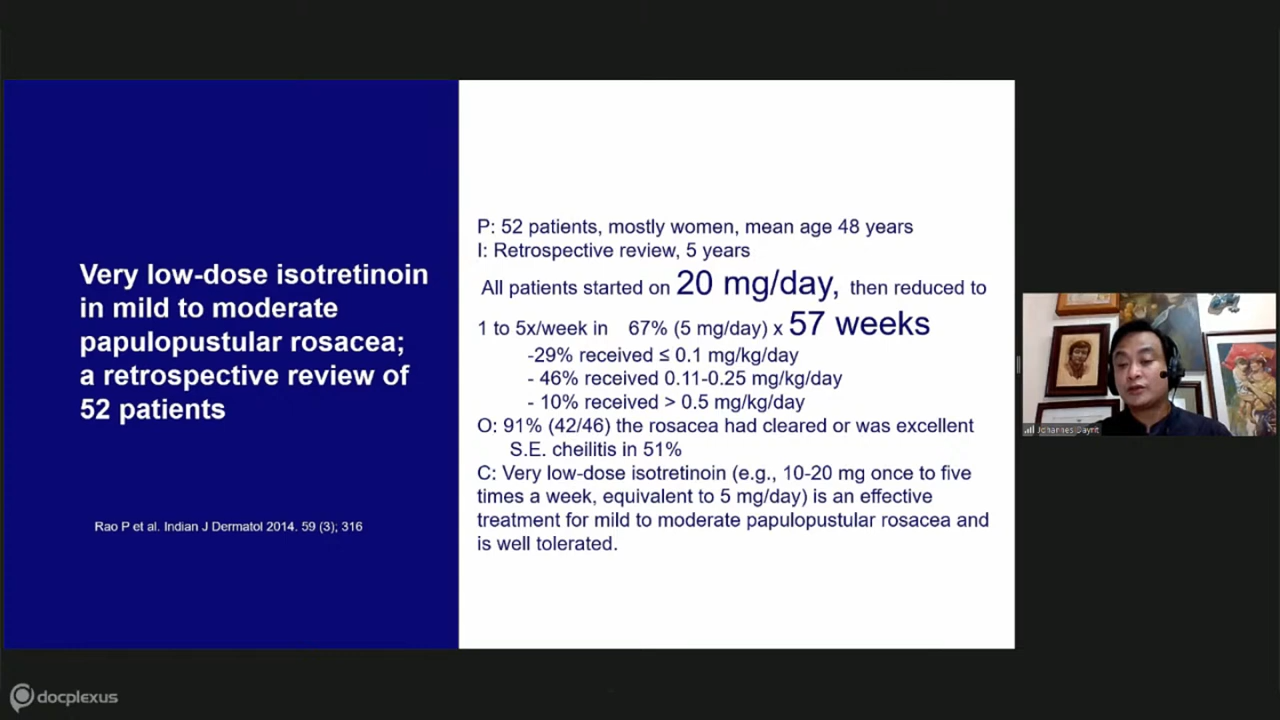 Very low-dose isotretinoin
in mild to moderate
papulopustular rosacea;
a retrospective review of
52 patients
Rao P et al. Indian J Dermatol 2014. 59 (3); 316
P: 52 patients, mostly women, mean age 48 years
I: Retrospective review, 5 years
All patients started on 20 mg/day, then reduced to
1 to 5x/week in 67% (5 mg/day) x 57 weeks
-29% received ≤ 0.1 mg/kg/day
- 46% received 0.11-0.25 mg/kg/day
- 10% received > 0.5 mg/kg/day
O: 91% (42/46) the rosacea had cleared or was excellent
S.E. cheilitis in 51%
C: Very low-dose isotretinoin (e.g., 10-20 mg once to five
times a week, equivalent to 5 mg/day) is an effective
treatment for mild to moderate papulopustular rosacea and
is well tolerated.
Johannes Dayrit
docplexus